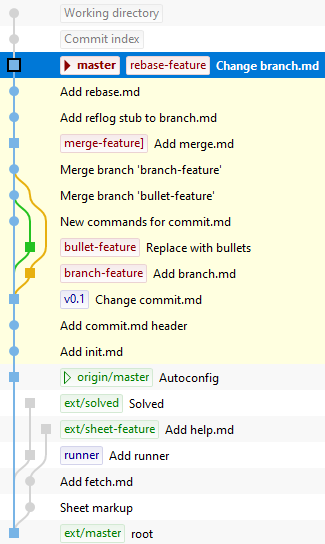 Working directory
Commit index
master rebase-feature Change branch.md
Add rebase.md
Add reflog stub to branch.md
merge-feature] Add merge.md
Merge branch 'branch-feature'
Merge branch 'bullet-feature'
New commands for commit.md
bullet-feature Replace with bullets
branch-feature Add branch.md
v0.1 Change commit.md
Add commit.md header
Add init.md
origin/master Autoconfig
ext/solved Solved
ext/sheet-feature Add help.md
runner Add runner
Add fetch.md
Sheet markup
ext/master root